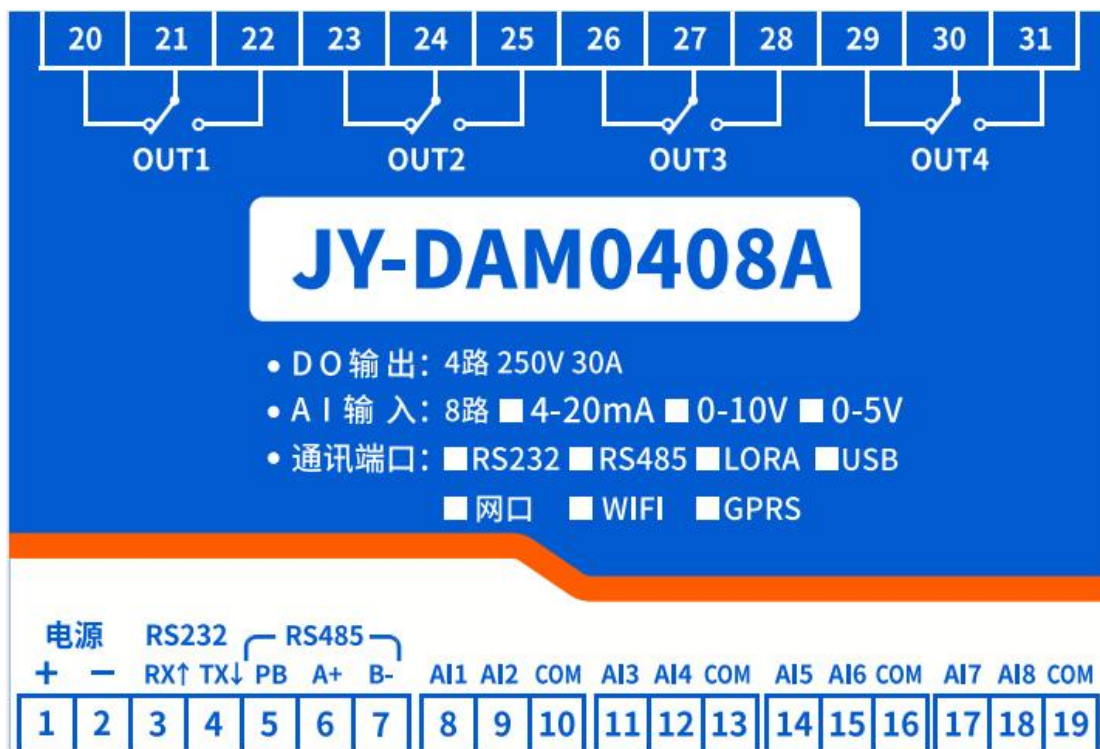 20 21 22 23 24 25 26 27 28 29 30 31
OUT1 OUT2 OUT3 OUT4
JY-DAM0408A
• DO输出：4路 250V 30A
• AI输入：8路 ■4-20mA ■0-10V ■0-5V
• 通讯端口：■RS232 ■RS485 ■LORA ■USB
■网口 ■WIFI ■GPRS
电源 RS232 RS485
+ − RX↑ TX↓ PB A+ B- AI1 AI2 COM AI3 AI4 COM AI5 AI6 COM AI7 AI8 COM
1 2 3 4 5 6 7 8 9 10 11 12 13 14 15 16 17 18 19